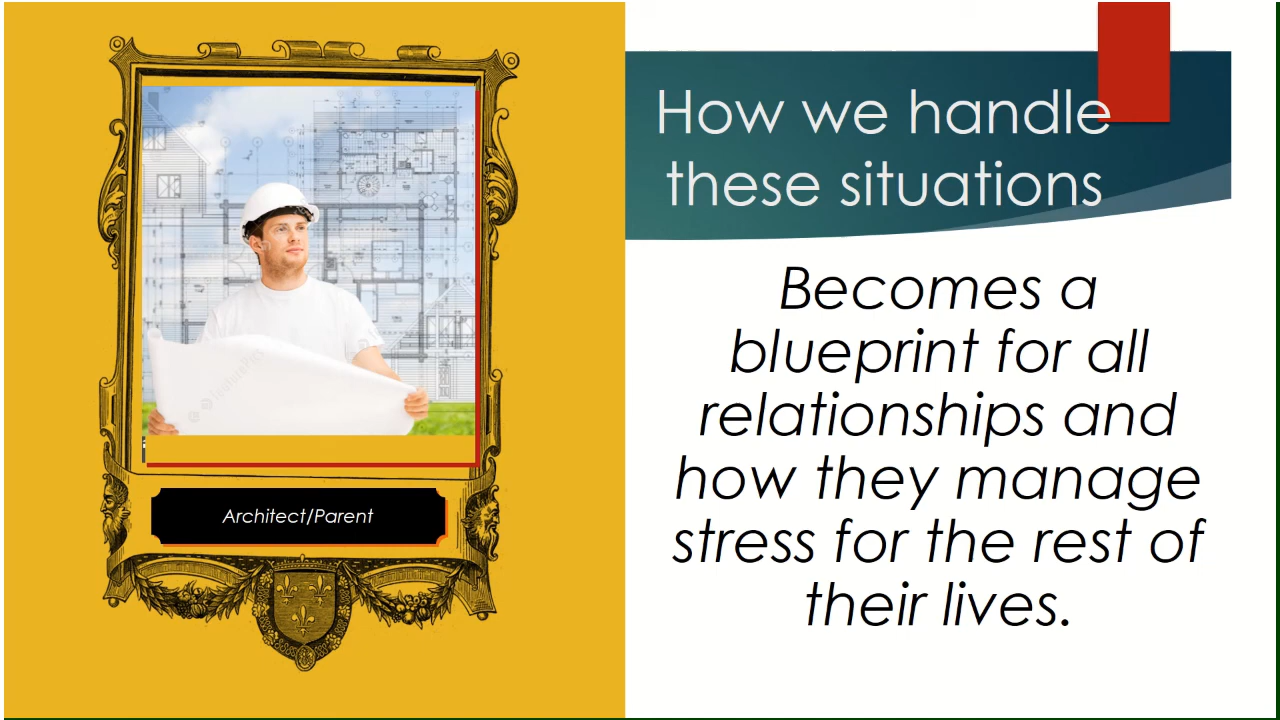 How we handle
these situations
Becomes a
blueprint for all
relationships and
how they manage
stress for the rest of
their lives.
Architect/Parent